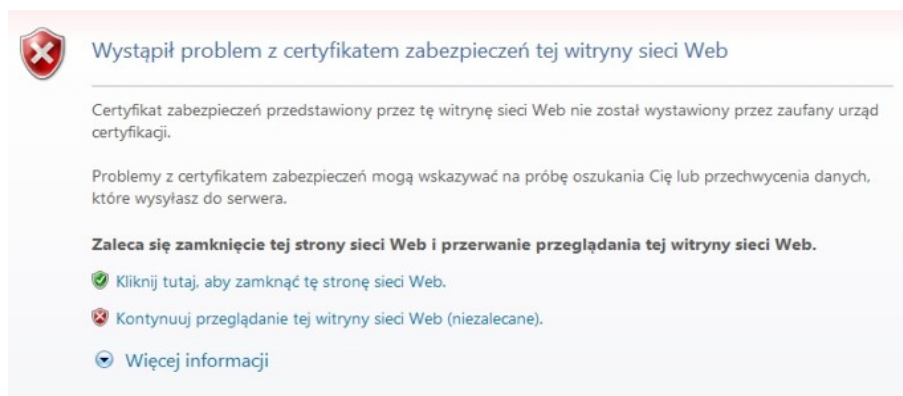 Wystąpił problem z certyfikatem zabezpieczeń tej witryny sieci Web
Certyfikat zabezpieczeń przedstawiony przez tę witrynę sieci Web nie został wystawiony przez zaufany urząd
certyfikacji.
Problemy z certyfikatem zabezpieczeń mogą wskazywać na próbę oszukania Cię lub przechwycenia danych,
które wysyłasz do serwera.
Zaleca się zamknięcie tej strony sieci Web i przerwanie przeglądania tej witryny sieci Web.
Kliknij tutaj, aby zamknąć tę stronę sieci Web.
Kontynuuj przeglądanie tej witryny sieci Web (niezalecane).
Więcej informacji